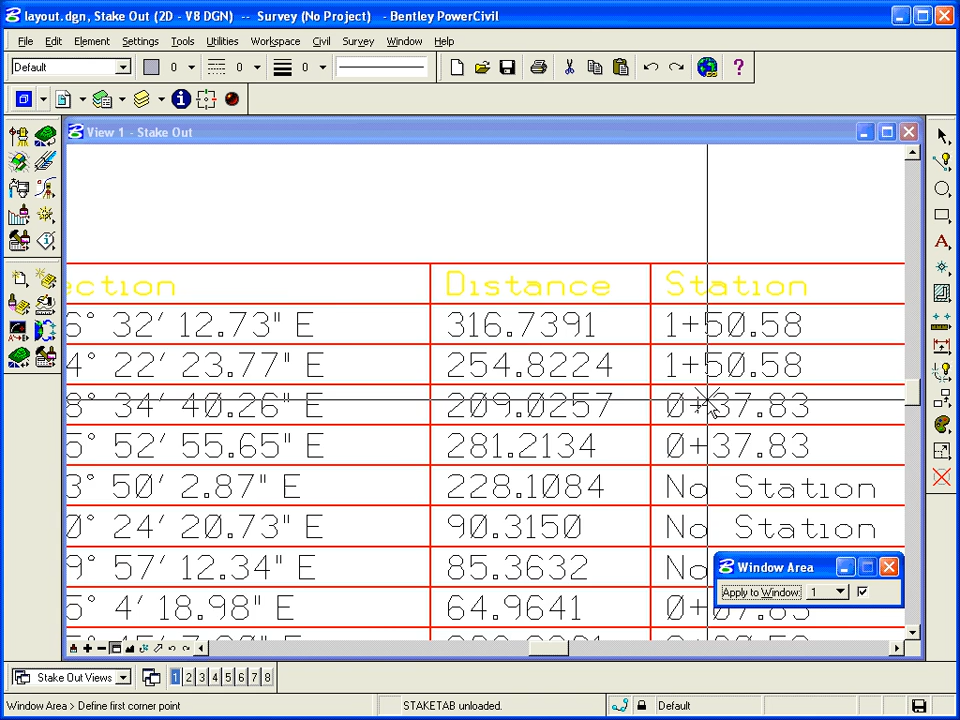 layout.dgn, Stake Out (2D - V8 DGN) -- Survey (No Project) - Bentley PowerCivil
File Edit Element Settings Tools Utilities Workspace Civil Survey Window Help
Default 0 0 0
View 1 - Stake Out
ection Distance Station
6° 32' 12.73" E 316.7391 1+50.58
4° 22' 23.77" E 254.8224 1+50.58
8° 34' 40.26" E 209.0257 0+37.83
5° 52' 55.65" E 281.2134 0+37.83
3° 50' 2.87" E 228.1084 No Station
0° 24' 20.73" E 90.3150 No Station
9° 57' 12.34" E 85.3632 No
5° 4' 18.98" E 64.9641 0+07.83
Window Area
Apply to Window: 1
Stake Out Views 1 2 3 4 5 6 7 8
Window Area > Define first corner point STAKETAB unloaded. Default